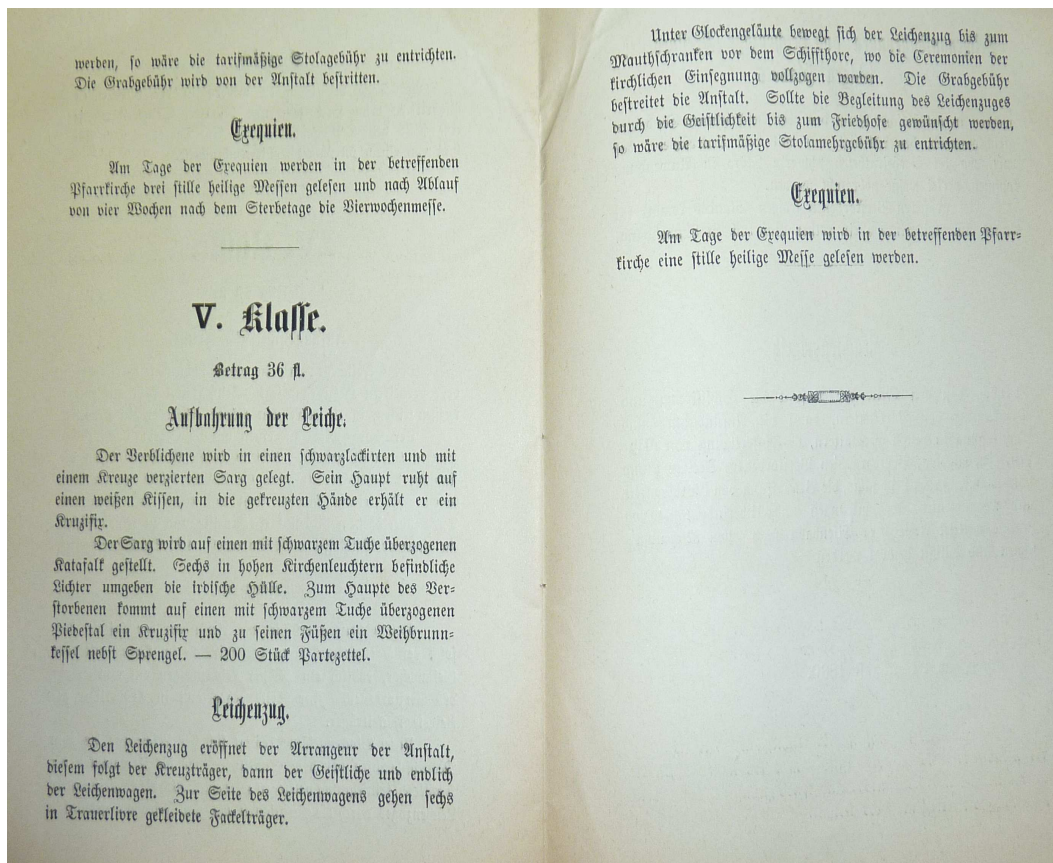 werden, so wäre die tarifmäßige Stolagebühr zu entrichten.
Die Grabgebühr wird von der Anstalt bestritten.
Exequien.
Am Tage der Exequien werden in der betreffenden
Pfarrkirche drei stille heilige Messen gelesen und nach Ablauf
von vier Wochen nach dem Sterbetage die Vierwochenmesse.
V. Klasse.
Betrag 36 fl.
Aufbahrung der Leiche.
Der Verblichene wird in einen schwarzlackirten und mit
einem Kreuze verzierten Sarg gelegt. Sein Haupt ruht auf
einen weißen Kissen, in die gekreuzten Hände erhält er ein
Kruzifix.
Der Sarg wird auf einen mit schwarzem Tuche überzogenen
Katafalk gestellt. Sechs in hohen Kirchenleuchtern befindliche
Lichter umgeben die irdische Hülle. Zum Haupte des Ver-
storbenen kommt auf einen mit schwarzem Tuche überzogenen
Piedestal ein Kruzifix und zu seinen Füßen ein Weihbrunn-
kessel nebst Sprengel. — 200 Stück Partezettel.
Leichenzug.
Den Leichenzug eröffnet der Arrangeur der Anstalt,
diesem folgt der Kreuzträger, dann der Geistliche und endlich
der Leichenwagen. Zur Seite des Leichenwagens gehen sechs
in Trauerlivre gekleidete Fackelträger.
Unter Glockengeläute bewegt sich der Leichenzug bis zum
Mauthschranken vor dem Schiffthore, wo die Ceremonien der
kirchlichen Einsegnung vollzogen werden. Die Grabgebühr
bestreitet die Anstalt. Sollte die Begleitung des Leichenzuges
durch die Geistlichkeit bis zum Friedhofe gewünscht werden,
so wäre die tarifmäßige Stolamehrgebühr zu entrichten.
Exequien.
Am Tage der Exequien wird in der betreffenden Pfarr-
kirche eine stille heilige Messe gelesen werden.